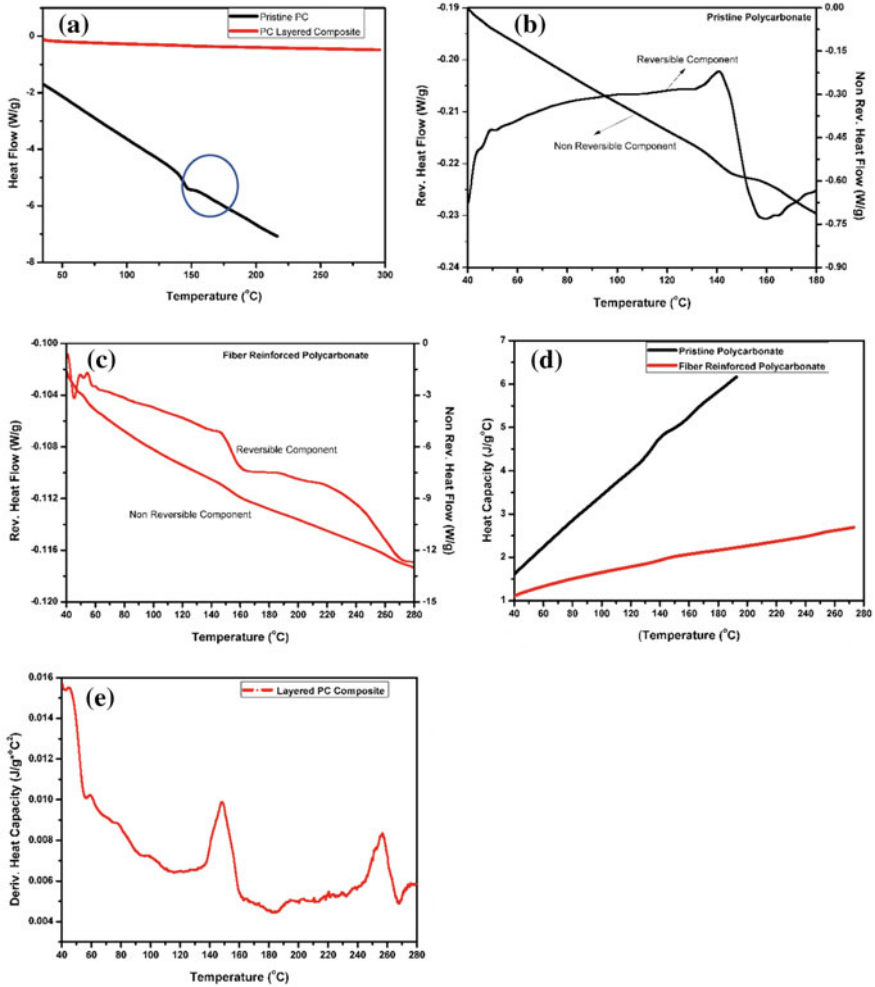 (a)
Pristine PC
PC Layered Composite
0
-2
-4
-6
-8
50 100 150 200 250 300
Heat Flow (W/g)
Temperature (°C)
(b)
Pristine Polycarbonate
Reversible Component
Non Reversible Component
-0.19
-0.20
-0.21
-0.22
-0.23
-0.24
0.00
-0.15
-0.30
-0.45
-0.60
-0.75
-0.90
40 60 80 100 120 140 160 180
Rev. Heat Flow (W/g)
Non Rev. Heat Flow (W/g)
Temperature (°C)
(c)
Fiber Reinforced Polycarbonate
Reversible Component
Non Reversible Component
-0.100
-0.104
-0.108
-0.112
-0.116
-0.120
0
-3
-6
-9
-12
-15
40 60 80 100 120 140 160 180 200 220 240 260 280
Rev. Heat Flow (W/g)
Non Rev. Heat Flow (W/g)
Temperature (°C)
(d)
Pristine Polycarbonate
Fiber Reinforced Polycarbonate
7
6
5
4
3
2
1
40 60 80 100 120 140 160 180 200 220 240 260 280
Heat Capacity (J/g°C)
(Temperature (°C)
(e)
Layered PC Composite
0.016
0.014
0.012
0.010
0.008
0.006
0.004
40 60 80 100 120 140 160 180 200 220 240 260 280
Deriv. Heat Capacity (J/g*°C²)
Temperature (°C)